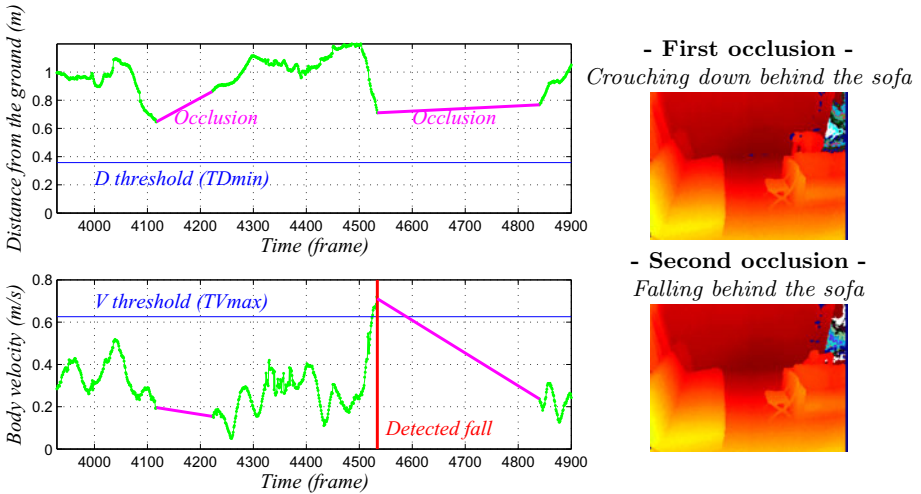 Distance from the ground (m)
1
0.8
0.6
0.4
0.2
0
Occlusion
Occlusion
D threshold (TDmin)
4000 4100 4200 4300 4400 4500 4600 4700 4800 4900
Time (frame)
Body velocity (m/s)
0.8
0.6
0.4
0.2
0
V threshold (TVmax)
Detected fall
4000 4100 4200 4300 4400 4500 4600 4700 4800 4900
Time (frame)
- First occlusion -
Crouching down behind the sofa
- Second occlusion -
Falling behind the sofa